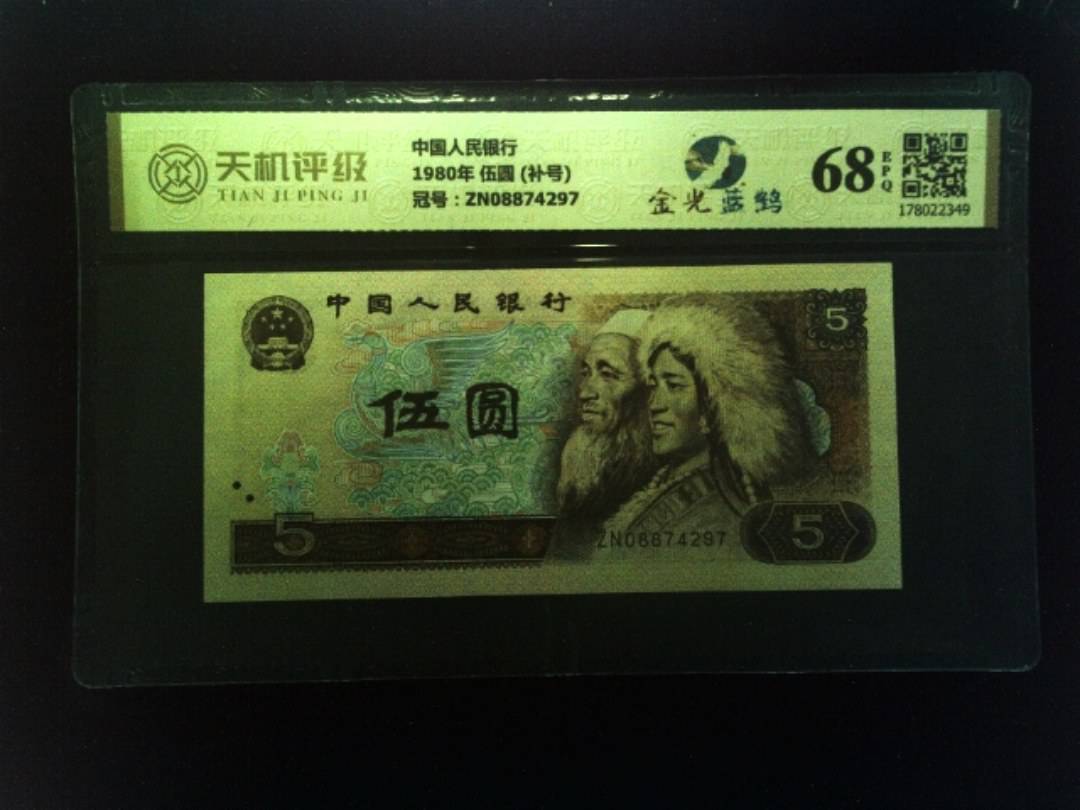 天机评级
TIAN JI PING JI
中国人民银行
1980年 伍圆 (补号)
冠号：ZN08874297
金光蓝鹤
68
EPQ
178022349
中国人民银行
5
伍圆
5
ZN08874297
5